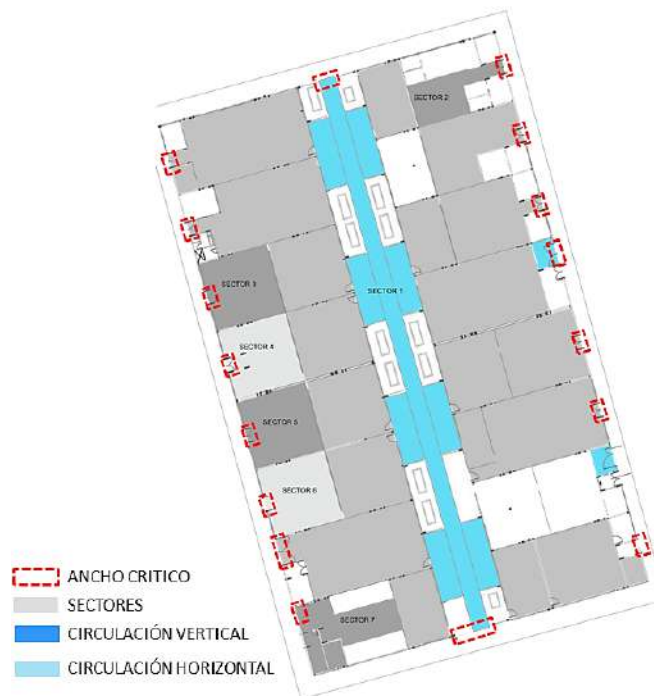 SECTOR 2
SECTOR 1
SECTOR 3
SECTOR 4
SECTOR 5
SECTOR 6
SECTOR 7
ANCHO CRITICO
SECTORES
CIRCULACIÓN VERTICAL
CIRCULACIÓN HORIZONTAL